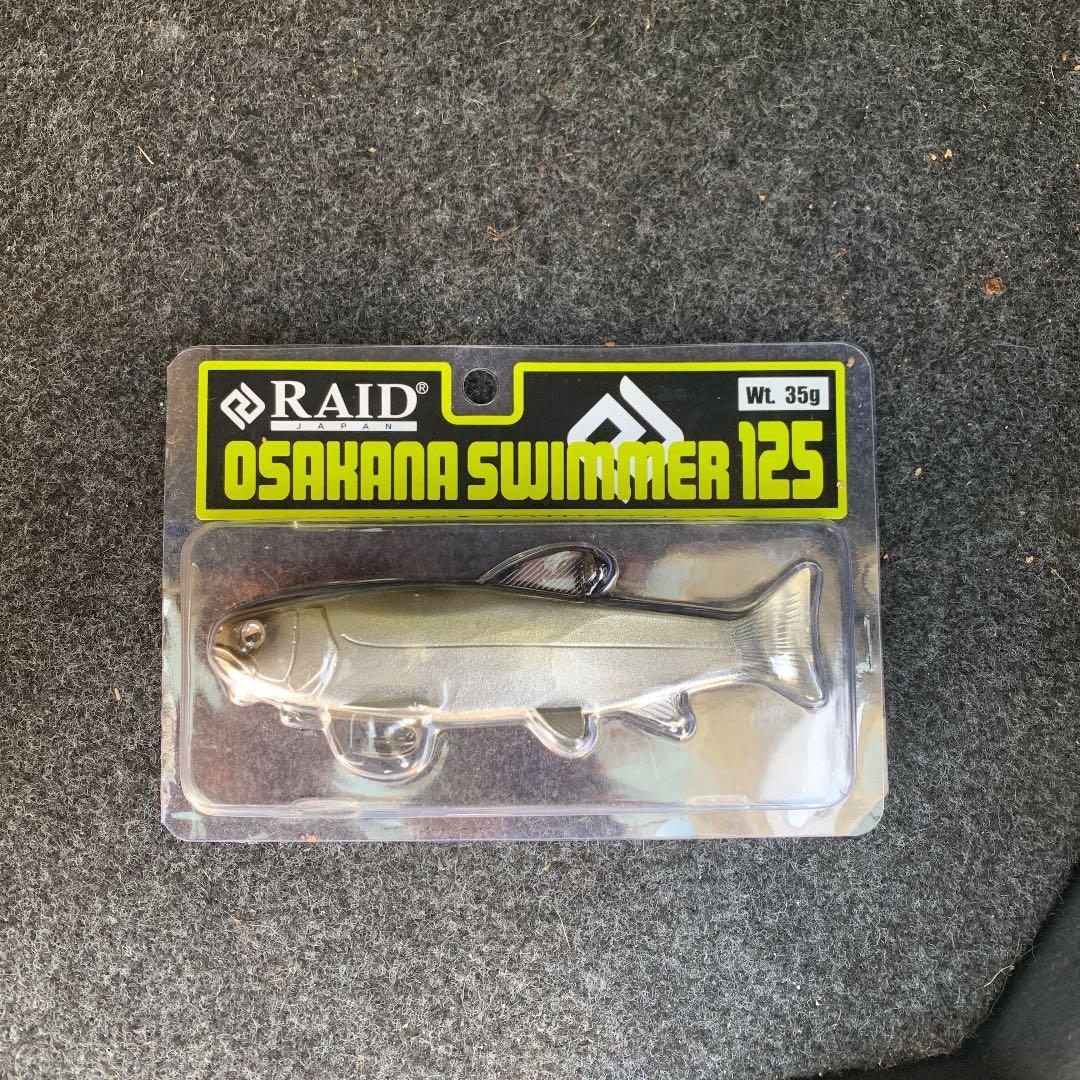 RAID®
JAPAN
Wt. 35g
OSAKANA SWIMMER 125